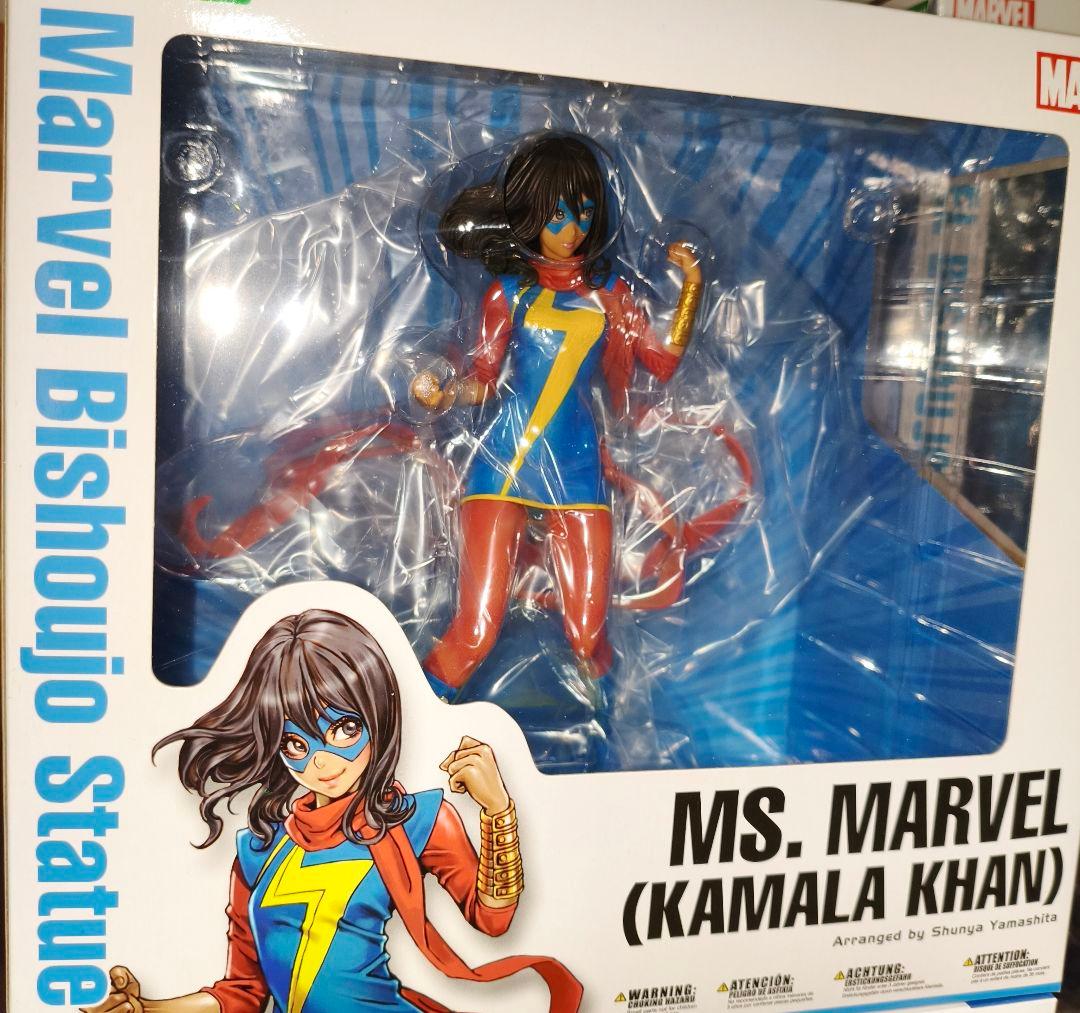 MARVEL
MA
Marvel Bishoujo Statue
MS. MARVEL
(KAMALA KHAN)
Arranged by Shunya Yamashita
WARNING:
CHOKING HAZARD
ATENCIÓN:
PELIGRO DE ASFIXIA
ACHTUNG:
ERSTICKUNGSGEFAHR
ATTENTION:
RISQUE DE SUFFOCATION